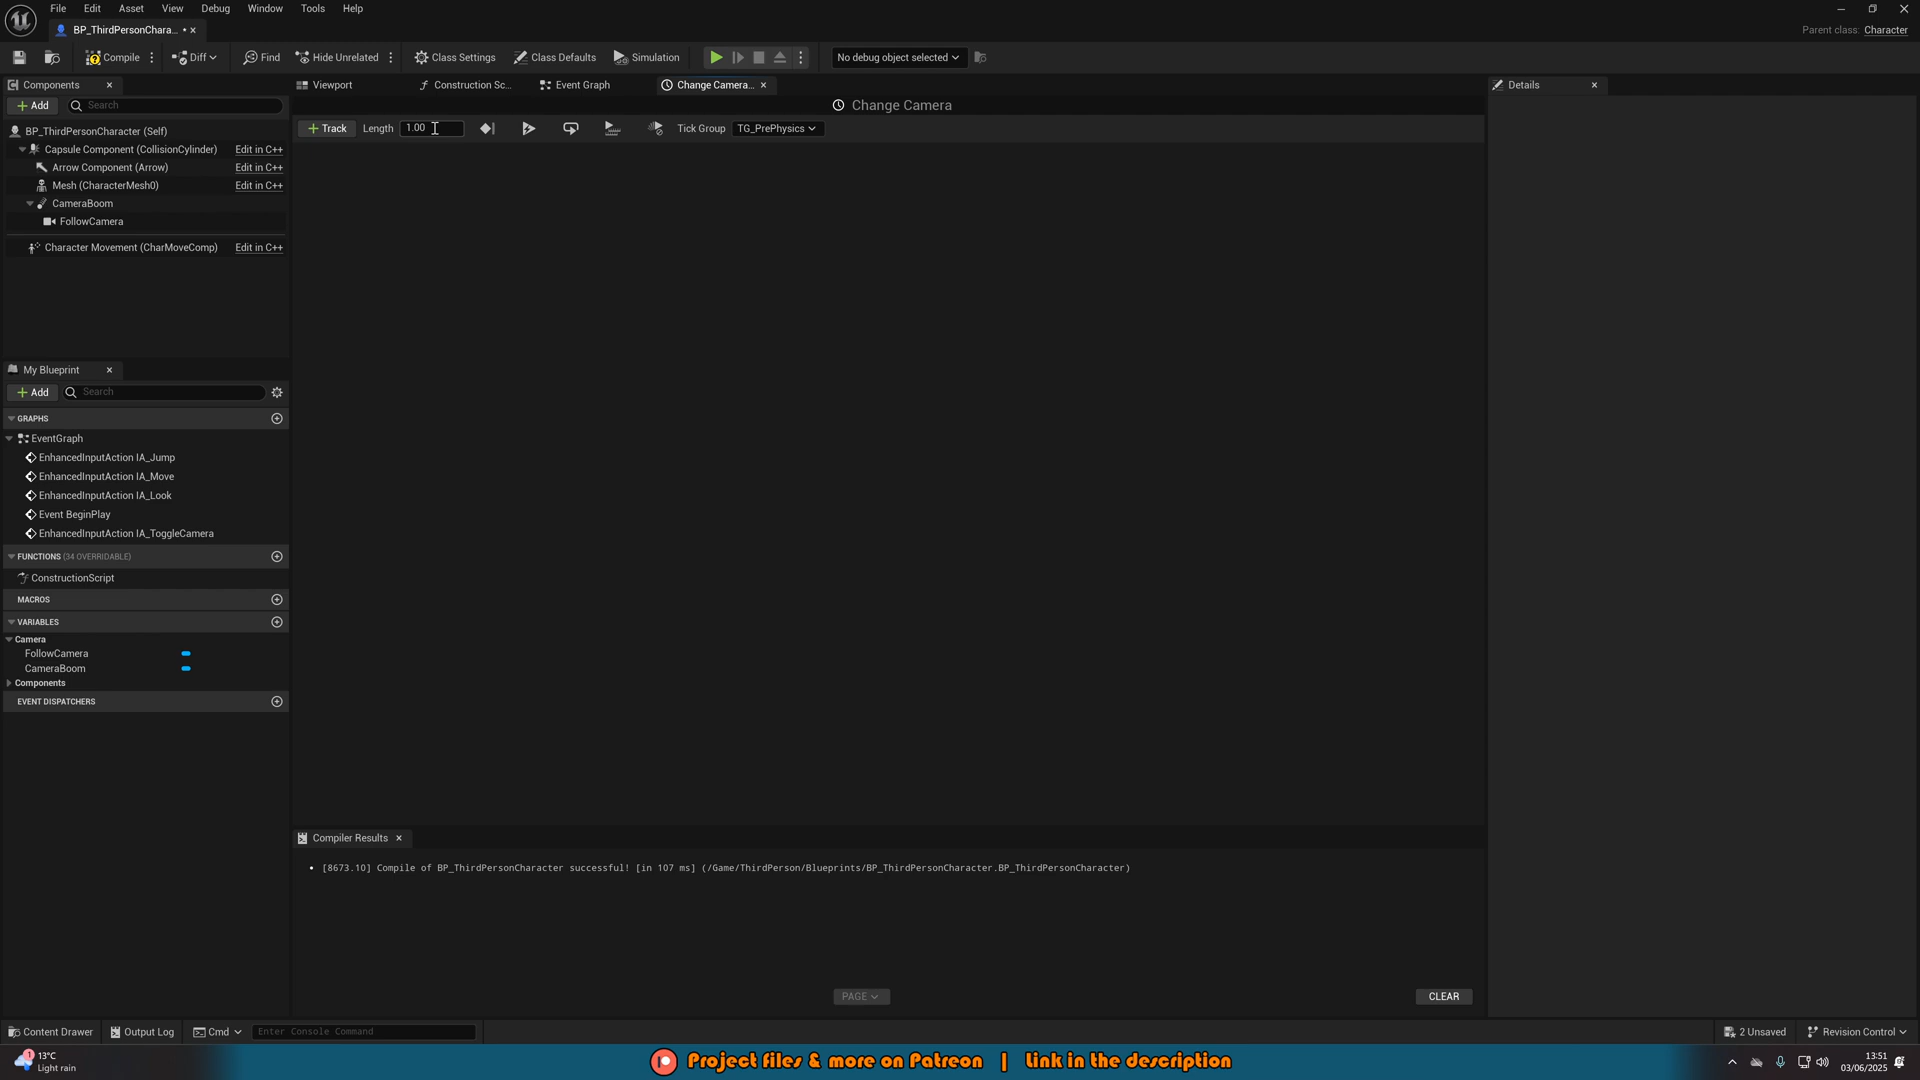 File Edit Asset View Debug Window Tools Help
BP_ThirdPersonChara... •
Parent class: Character
Compile Diff Find Hide Unrelated Class Settings Class Defaults Simulation No debug object selected
Components
Viewport Construction Sc... Event Graph Change Camera... Details
Add Search
Change Camera
Track Length 1.00 Tick Group TG_PrePhysics
BP_ThirdPersonCharacter (Self)
Capsule Component (CollisionCylinder) Edit in C++
Arrow Component (Arrow) Edit in C++
Mesh (CharacterMesh0) Edit in C++
CameraBoom
FollowCamera
Character Movement (CharMoveComp) Edit in C++
My Blueprint
Add Search
GRAPHS
EventGraph
EnhancedInputAction IA_Jump
EnhancedInputAction IA_Move
EnhancedInputAction IA_Look
Event BeginPlay
EnhancedInputAction IA_ToggleCamera
FUNCTIONS (34 OVERRIDABLE)
ConstructionScript
MACROS
VARIABLES
Camera
FollowCamera
CameraBoom
Components
EVENT DISPATCHERS
Compiler Results
• [8673.10] Compile of BP_ThirdPersonCharacter successful! [in 107 ms] (/Game/ThirdPerson/Blueprints/BP_ThirdPersonCharacter.BP_ThirdPersonCharacter)
PAGE
CLEAR
Content Drawer Output Log Cmd Enter Console Command 2 Unsaved Revision Control
1
13°C
Light rain
Project files & more on Patreon | Link in the description
13:51
03/06/2025